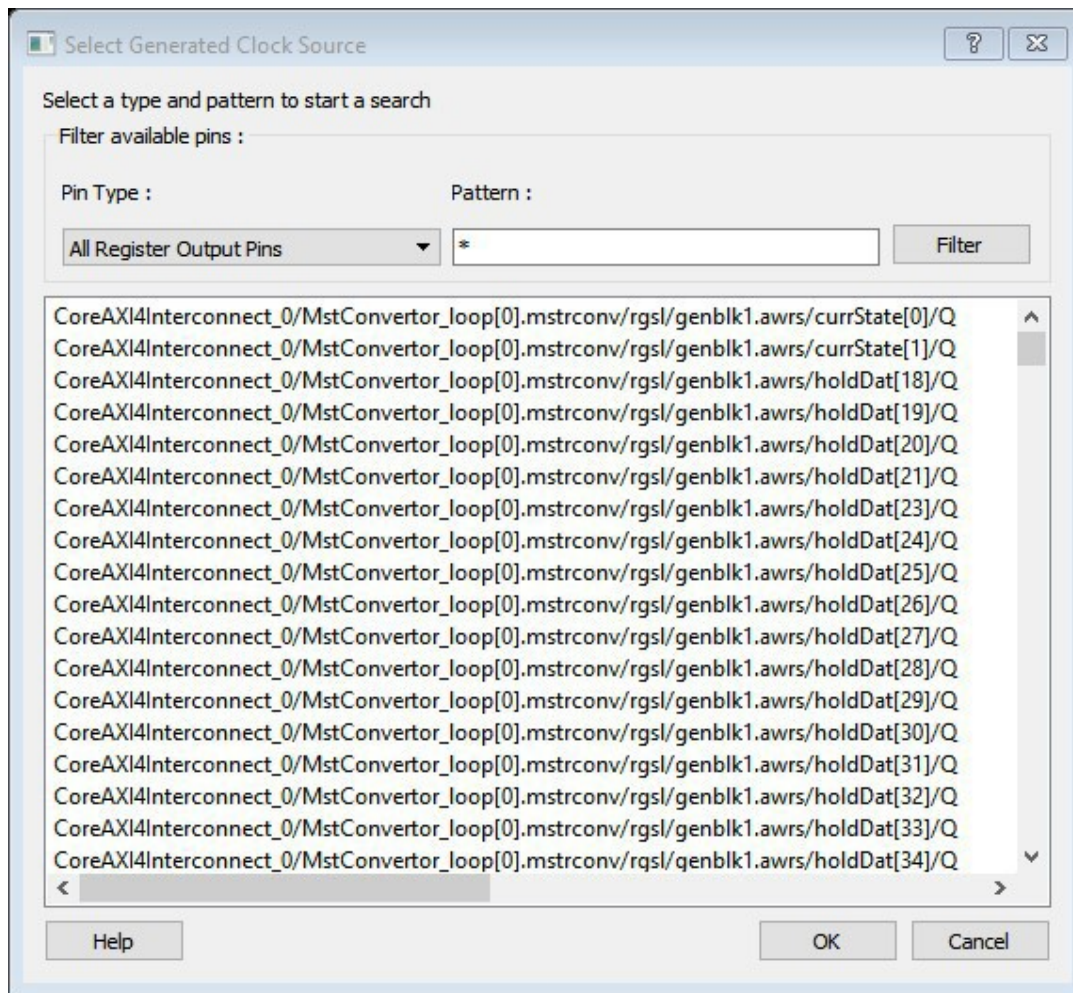 Select Generated Clock Source
Select a type and pattern to start a search
Filter available pins :
Pin Type :
Pattern :
All Register Output Pins
*
Filter
CoreAXI4Interconnect_0/MstConvertor_loop[0].mstrconv/rgsl/genblk1.awrs/currState[0]/Q
CoreAXI4Interconnect_0/MstConvertor_loop[0].mstrconv/rgsl/genblk1.awrs/currState[1]/Q
CoreAXI4Interconnect_0/MstConvertor_loop[0].mstrconv/rgsl/genblk1.awrs/holdDat[18]/Q
CoreAXI4Interconnect_0/MstConvertor_loop[0].mstrconv/rgsl/genblk1.awrs/holdDat[19]/Q
CoreAXI4Interconnect_0/MstConvertor_loop[0].mstrconv/rgsl/genblk1.awrs/holdDat[20]/Q
CoreAXI4Interconnect_0/MstConvertor_loop[0].mstrconv/rgsl/genblk1.awrs/holdDat[21]/Q
CoreAXI4Interconnect_0/MstConvertor_loop[0].mstrconv/rgsl/genblk1.awrs/holdDat[23]/Q
CoreAXI4Interconnect_0/MstConvertor_loop[0].mstrconv/rgsl/genblk1.awrs/holdDat[24]/Q
CoreAXI4Interconnect_0/MstConvertor_loop[0].mstrconv/rgsl/genblk1.awrs/holdDat[25]/Q
CoreAXI4Interconnect_0/MstConvertor_loop[0].mstrconv/rgsl/genblk1.awrs/holdDat[26]/Q
CoreAXI4Interconnect_0/MstConvertor_loop[0].mstrconv/rgsl/genblk1.awrs/holdDat[27]/Q
CoreAXI4Interconnect_0/MstConvertor_loop[0].mstrconv/rgsl/genblk1.awrs/holdDat[28]/Q
CoreAXI4Interconnect_0/MstConvertor_loop[0].mstrconv/rgsl/genblk1.awrs/holdDat[29]/Q
CoreAXI4Interconnect_0/MstConvertor_loop[0].mstrconv/rgsl/genblk1.awrs/holdDat[30]/Q
CoreAXI4Interconnect_0/MstConvertor_loop[0].mstrconv/rgsl/genblk1.awrs/holdDat[31]/Q
CoreAXI4Interconnect_0/MstConvertor_loop[0].mstrconv/rgsl/genblk1.awrs/holdDat[32]/Q
CoreAXI4Interconnect_0/MstConvertor_loop[0].mstrconv/rgsl/genblk1.awrs/holdDat[33]/Q
CoreAXI4Interconnect_0/MstConvertor_loop[0].mstrconv/rgsl/genblk1.awrs/holdDat[34]/Q
Help
OK
Cancel